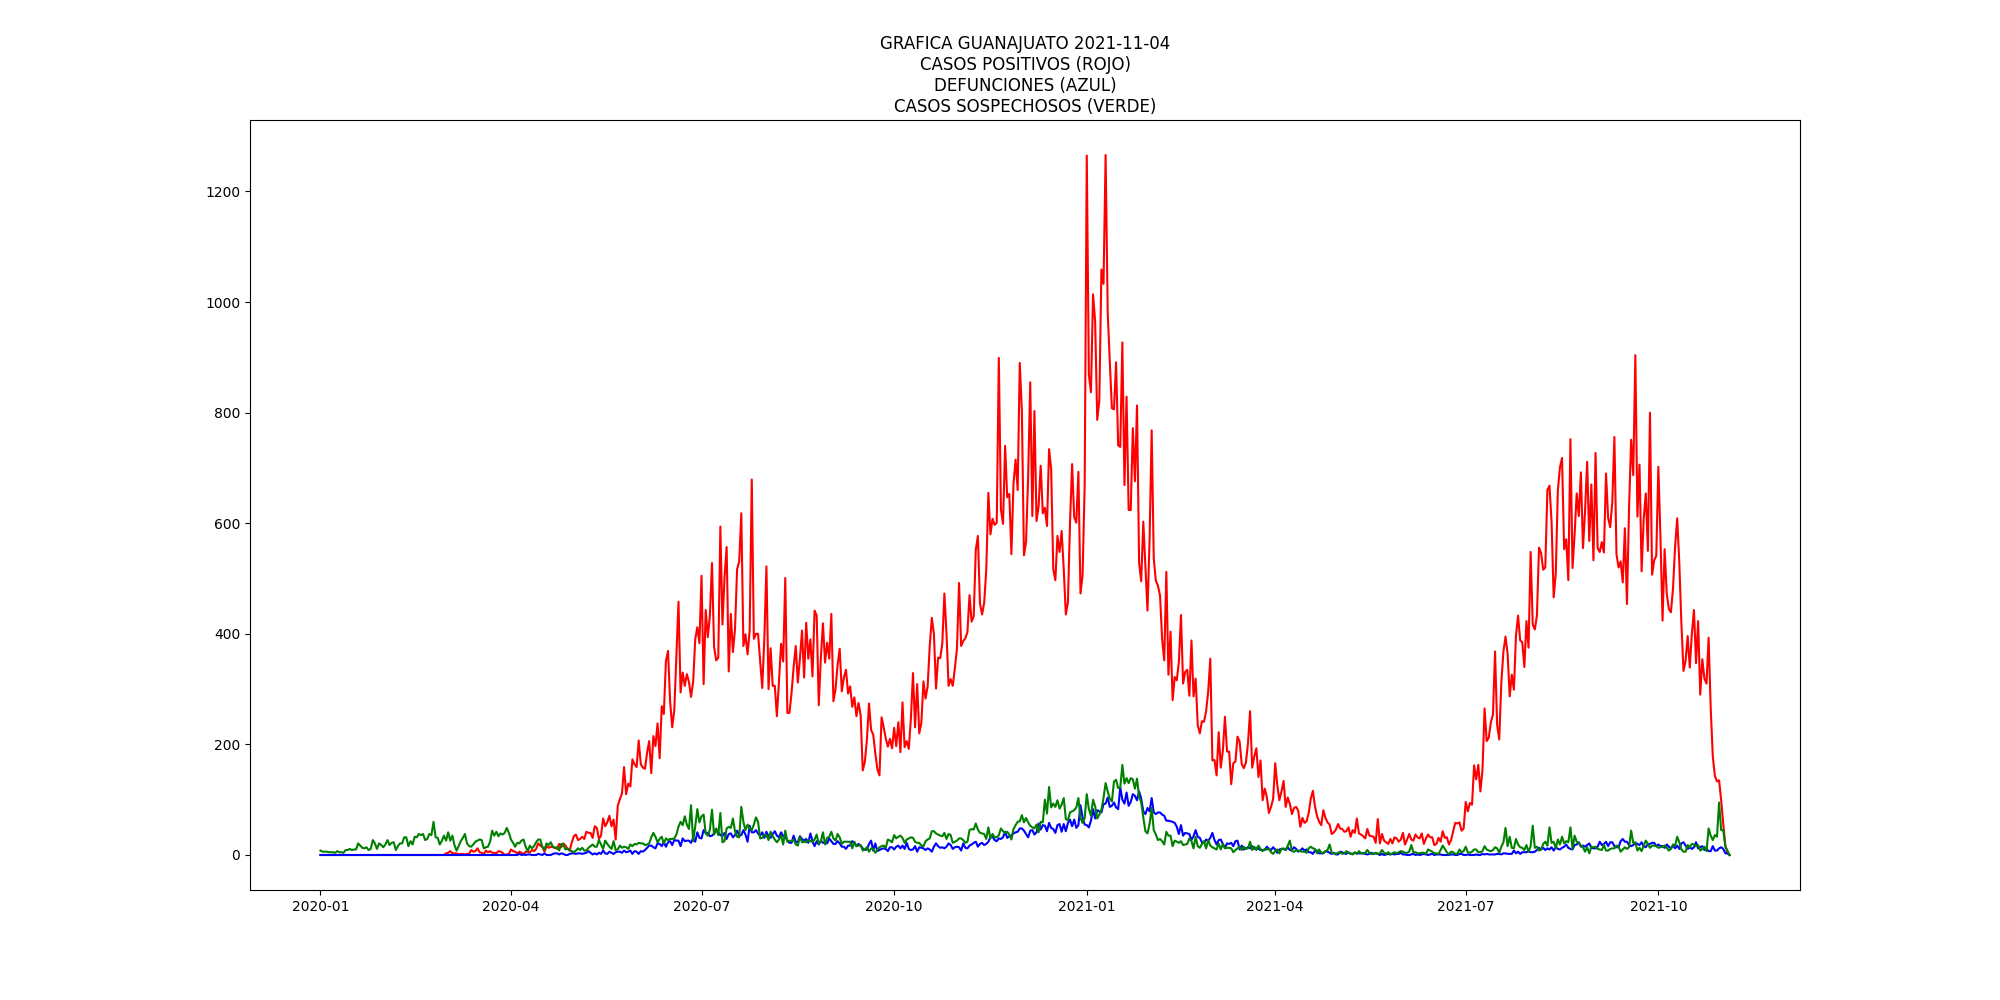 GRAFICA GUANAJUATO 2021-11-04
CASOS POSITIVOS (ROJO)
DEFUNCIONES (AZUL)
CASOS SOSPECHOSOS (VERDE)
1200
1000
800
600
400
200
0
2020-01 2020-04 2020-07 2020-10 2021-01 2021-04 2021-07 2021-10